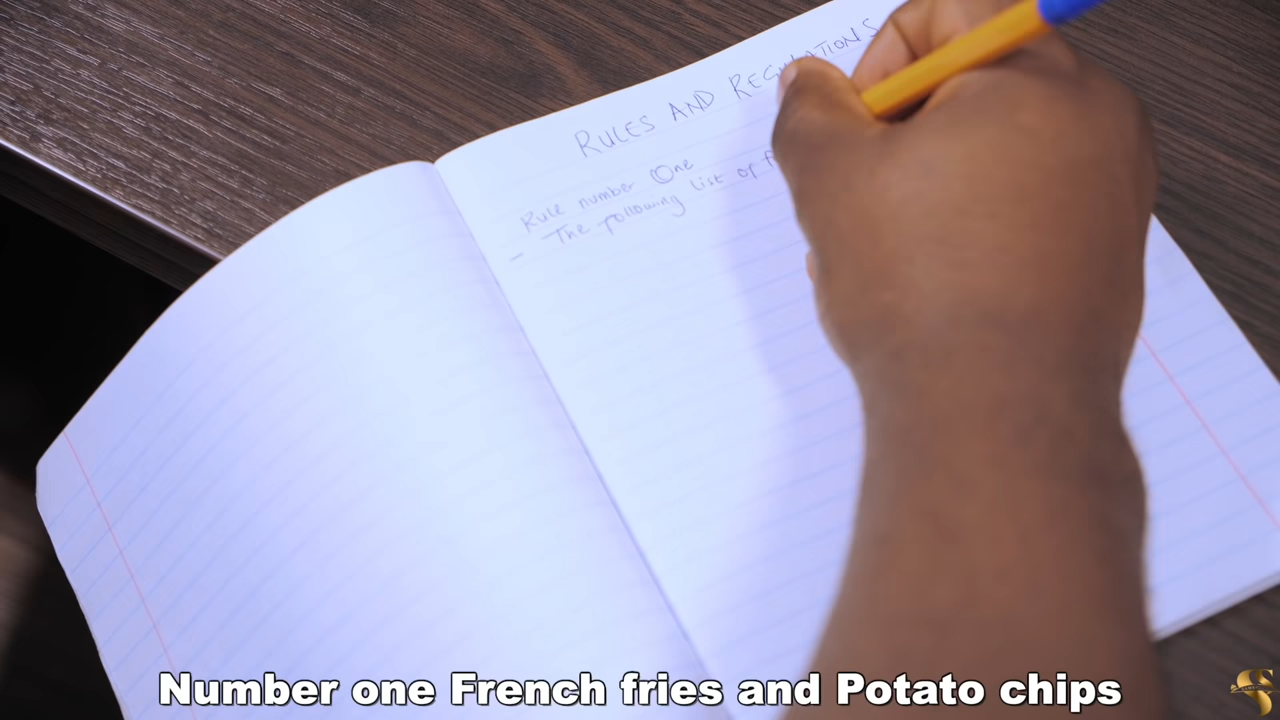 RULES AND REGULATIONS
Rule number One
- The following list of
Number one French fries and Potato chips